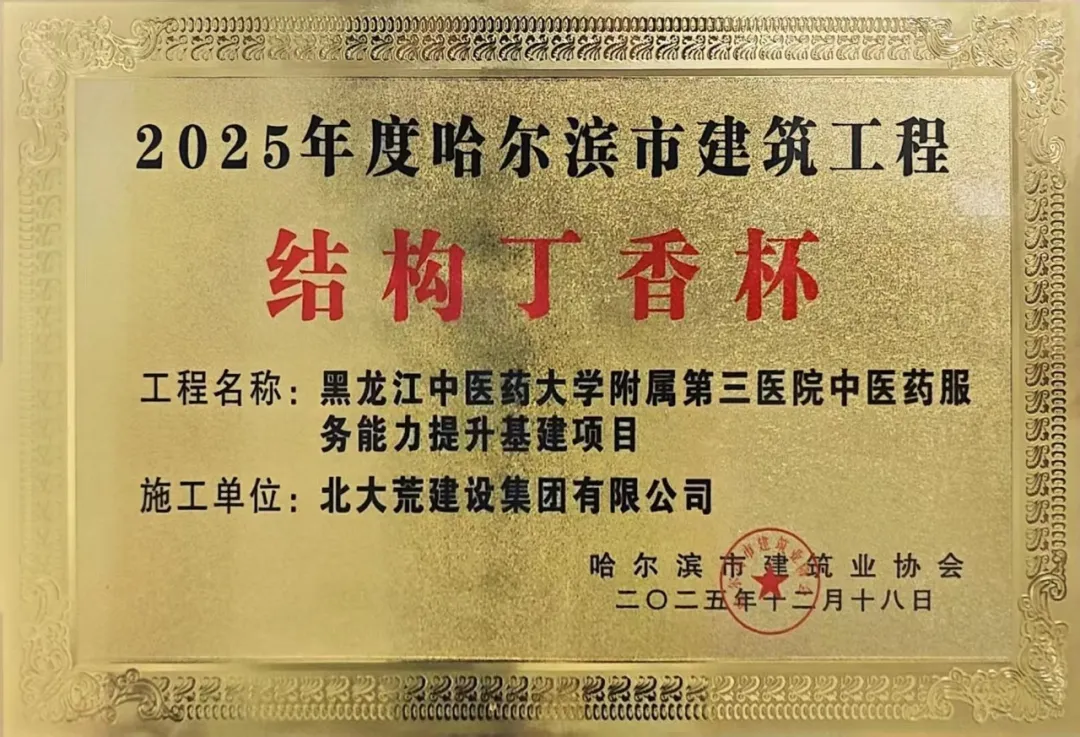 2025年度哈尔滨市建筑工程
结构丁香杯
工程名称：黑龙江中医药大学附属第三医院中医药服
务能力提升基建项目
施工单位：北大荒建设集团有限公司
哈尔滨市建筑业协会
二〇二五年十二月十八日